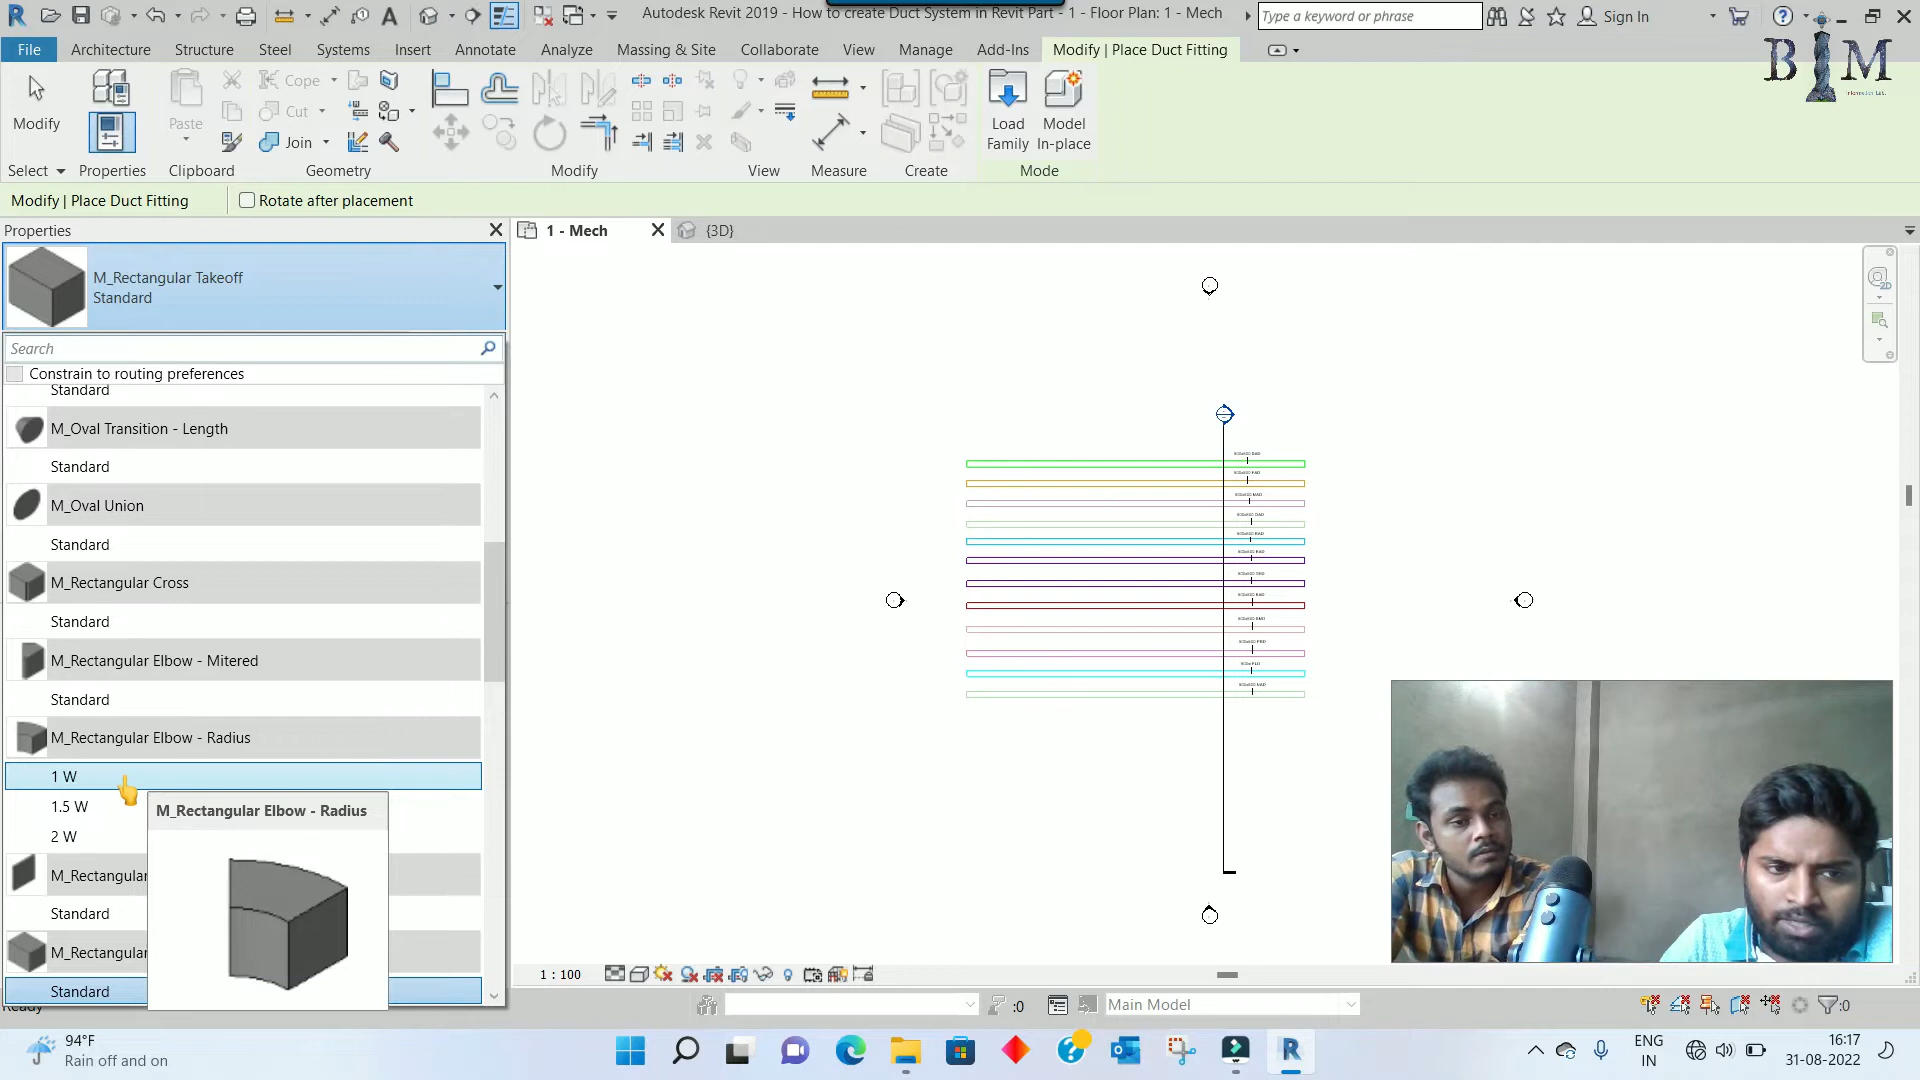 Autodesk Revit 2019 - How to create Duct System in Revit Part - 1 - Floor Plan: 1 - Mech
Type a keyword or phrase
Sign In
File
Architecture
Structure
Steel
Systems
Insert
Annotate
Analyze
Massing & Site
Collaborate
View
Manage
Add-Ins
Modify | Place Duct Fitting
BIM
Modify
Paste
Cope
Cut
Join
Load
Family
Model
In-place
Select
Properties
Clipboard
Geometry
Modify
View
Measure
Create
Mode
Modify | Place Duct Fitting
Rotate after placement
Properties
1 - Mech
{3D}
M_Rectangular Takeoff
Standard
Search
Constrain to routing preferences
Standard
M_Oval Transition - Length
Standard
M_Oval Union
Standard
M_Rectangular Cross
Standard
M_Rectangular Elbow - Mitered
Standard
M_Rectangular Elbow - Radius
1 W
1.5 W
2 W
M_Rectangular Elbow - Radius
M_Rectangular
Standard
M_Rectangular
Standard
2D
1 : 100
Ready
:0
Main Model
:0
94°F
Rain off and on
ENG
IN
16:17
31-08-2022